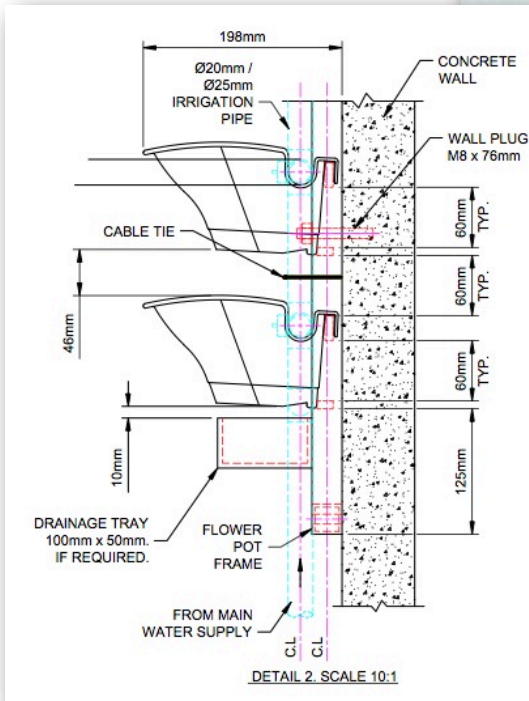 198mm
Ø20mm /
Ø25mm
IRRIGATION
PIPE
CONCRETE
WALL
WALL PLUG
M8 x 76mm
CABLE TIE
60mm
TYP.
60mm
TYP.
60mm
TYP.
46mm
10mm
125mm
DRAINAGE TRAY
100mm x 50mm.
IF REQUIRED.
FLOWER
POT
FRAME
FROM MAIN
WATER SUPPLY
C.L
C.L
DETAIL 2. SCALE 10:1